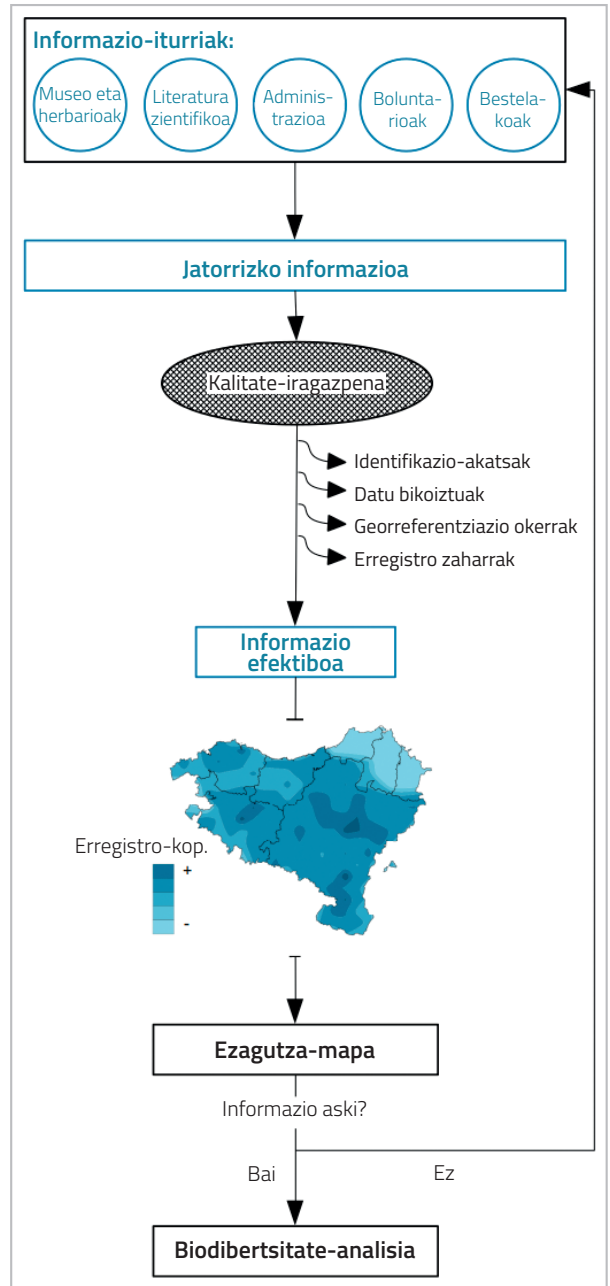 Informazio-iturriak:
Museo eta
herbarioak
Literatura
zientifikoa
Adminis-
trazioa
Bolunta-
rioak
Bestela-
koak
Jatorrizko informazioa
Kalitate-iragazpena
Identifikazio-akatsak
Datu bikoiztuak
Georreferentziazio okerrak
Erregistro zaharrak
Informazio
efektiboa
Erregistro-kop.
+
-
Ezagutza-mapa
Informazio aski?
Bai
Ez
Biodibertsitate-analisia